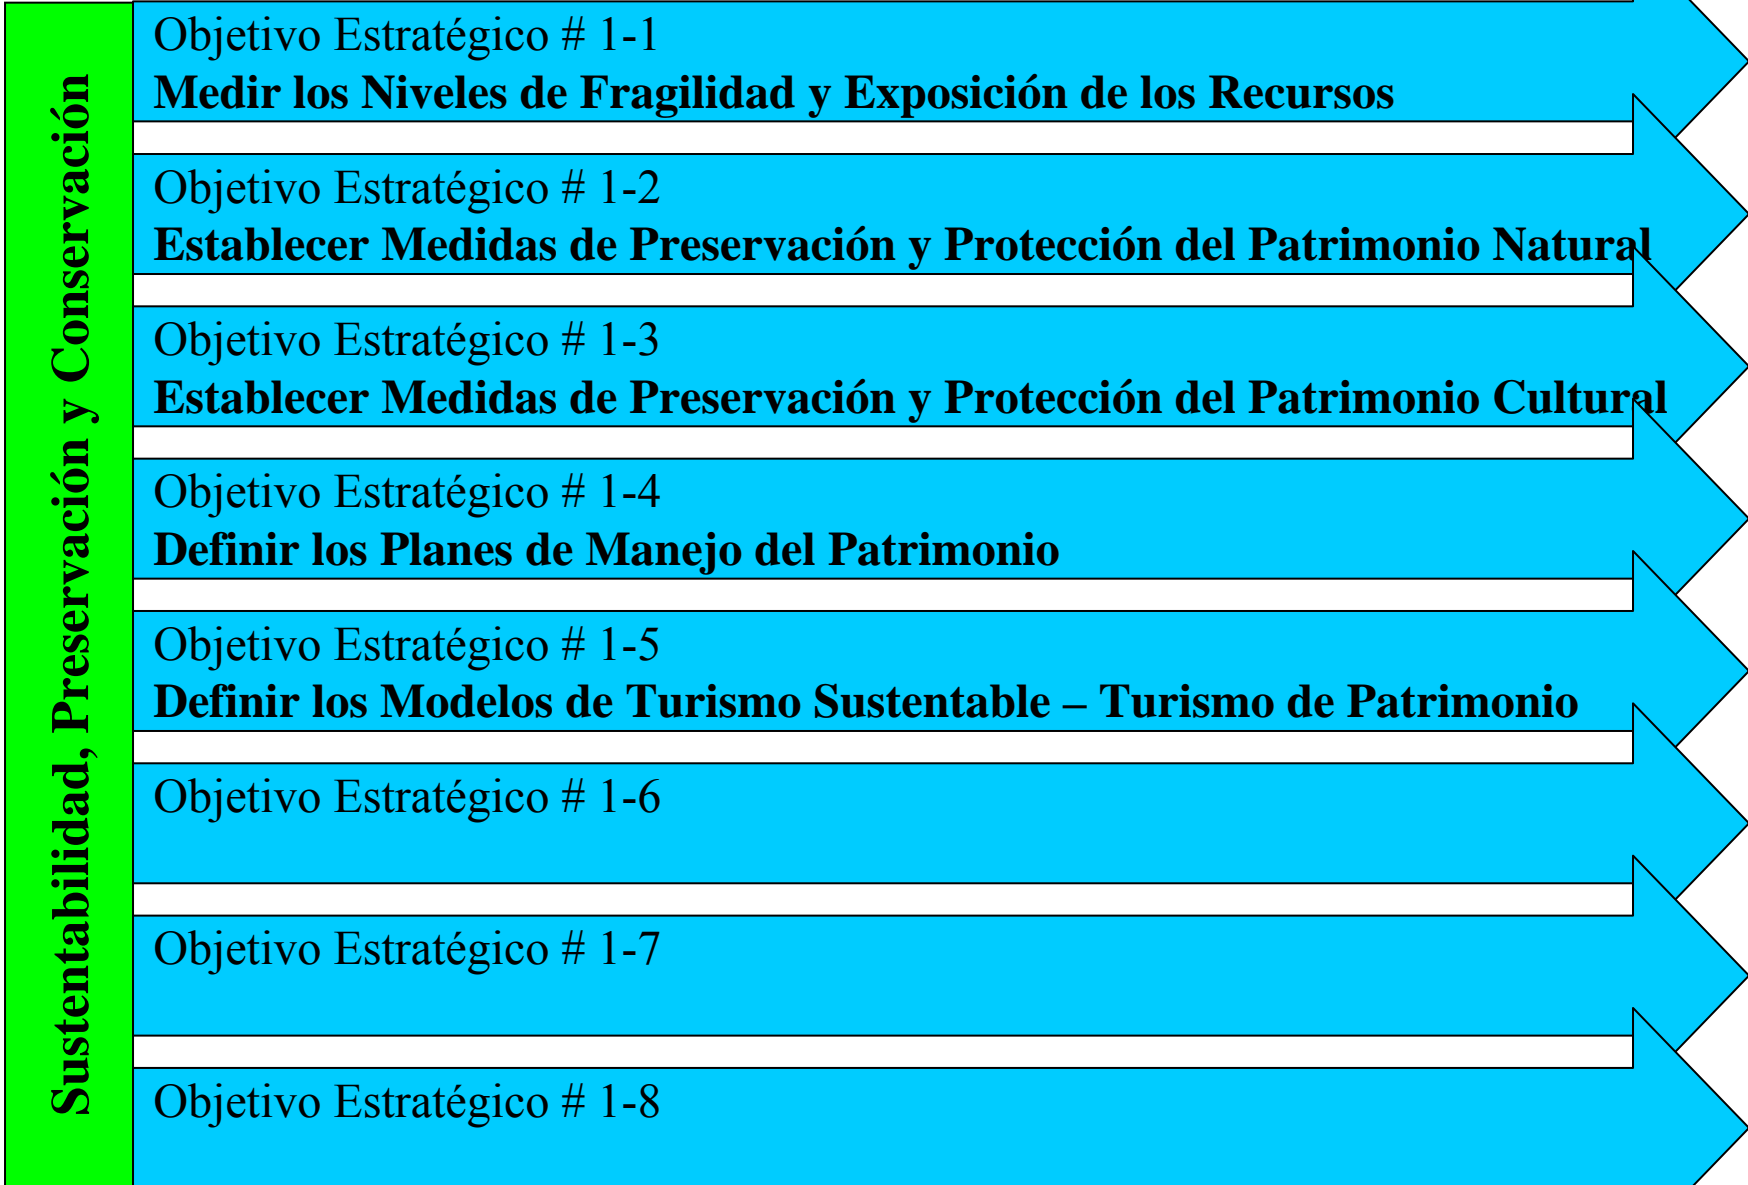 Sustentabilidad, Preservación y Conservación
Objetivo Estratégico # 1-1
Medir los Niveles de Fragilidad y Exposición de los Recursos
Objetivo Estratégico # 1-2
Establecer Medidas de Preservación y Protección del Patrimonio Natural
Objetivo Estratégico # 1-3
Establecer Medidas de Preservación y Protección del Patrimonio Cultural
Objetivo Estratégico # 1-4
Definir los Planes de Manejo del Patrimonio
Objetivo Estratégico # 1-5
Definir los Modelos de Turismo Sustentable – Turismo de Patrimonio
Objetivo Estratégico # 1-6
Objetivo Estratégico # 1-7
Objetivo Estratégico # 1-8